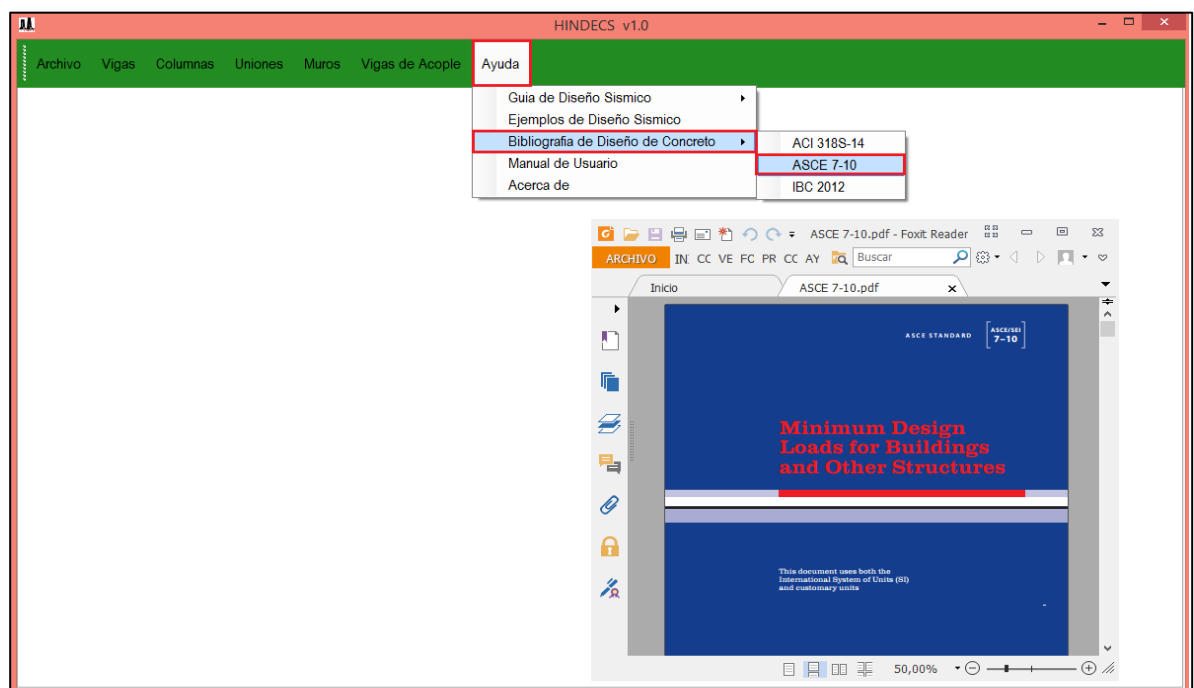 HINDECS v1.0
Archivo Vigas Columnas Uniones Muros Vigas de Acople Ayuda
Guia de Diseño Sismico
Ejemplos de Diseño Sismico
Bibliografia de Diseño de Concreto
Manual de Usuario
Acerca de
ACI 318S-14
ASCE 7-10
IBC 2012
ASCE 7-10.pdf - Foxit Reader
ARCHIVO IN CC VE FC PR CC AY Buscar
Inicio ASCE 7-10.pdf
ASCE STANDARD
ASCE/SEI
7-10
Minimum Design
Loads for Buildings
and Other Structures
This document uses both the
International System of Units (SI)
and customary units
50,00%